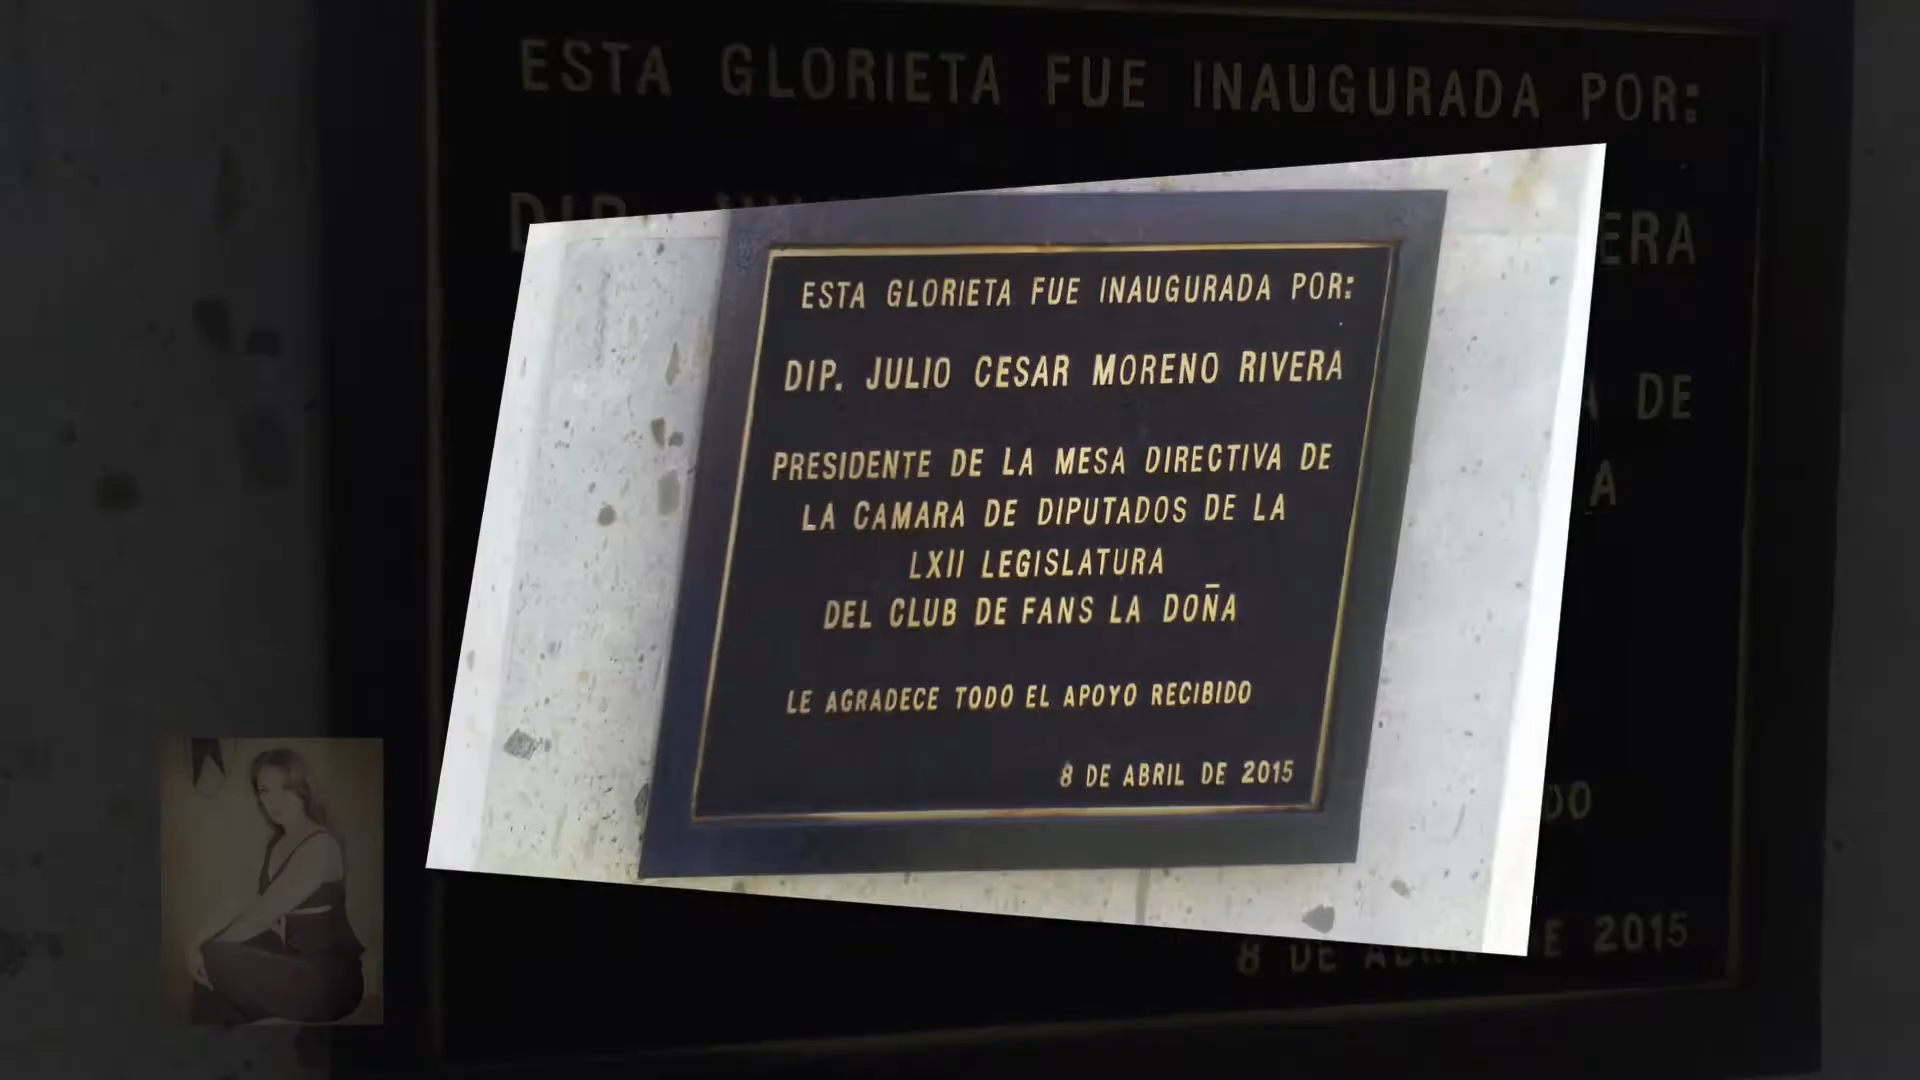 ESTA GLORIETA FUE INAUGURADA POR:
DIP. JULIO CESAR MORENO RIVERA
PRESIDENTE DE LA MESA DIRECTIVA DE
LA CAMARA DE DIPUTADOS DE LA
LXII LEGISLATURA
DEL CLUB DE FANS LA DOÑA
LE AGRADECE TODO EL APOYO RECIBIDO
8 DE ABRIL DE 2015